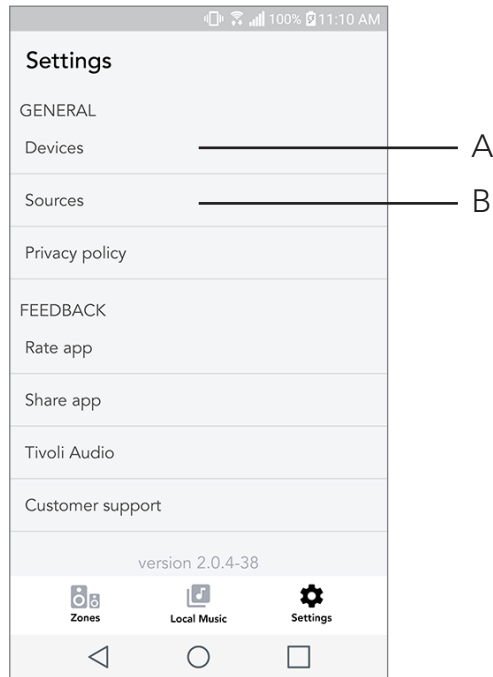 100% 11:10 AM
Settings
GENERAL
Devices
A
Sources
B
Privacy policy
FEEDBACK
Rate app
Share app
Tivoli Audio
Customer support
version 2.0.4-38
Zones Local Music Settings